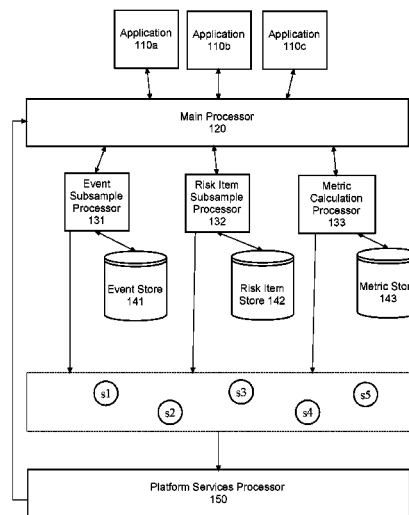 Application
110a
Application
110b
Application
110c
Main Processor
120
Event
Subsample
Processor
131
Risk Item
Subsample
Processor
132
Metric
Calculation
Processor
133
Event Store
141
Risk Item
Store 142
Metric Store
143
s1
s2
s3
s4
s5
Platform Services Processor
150